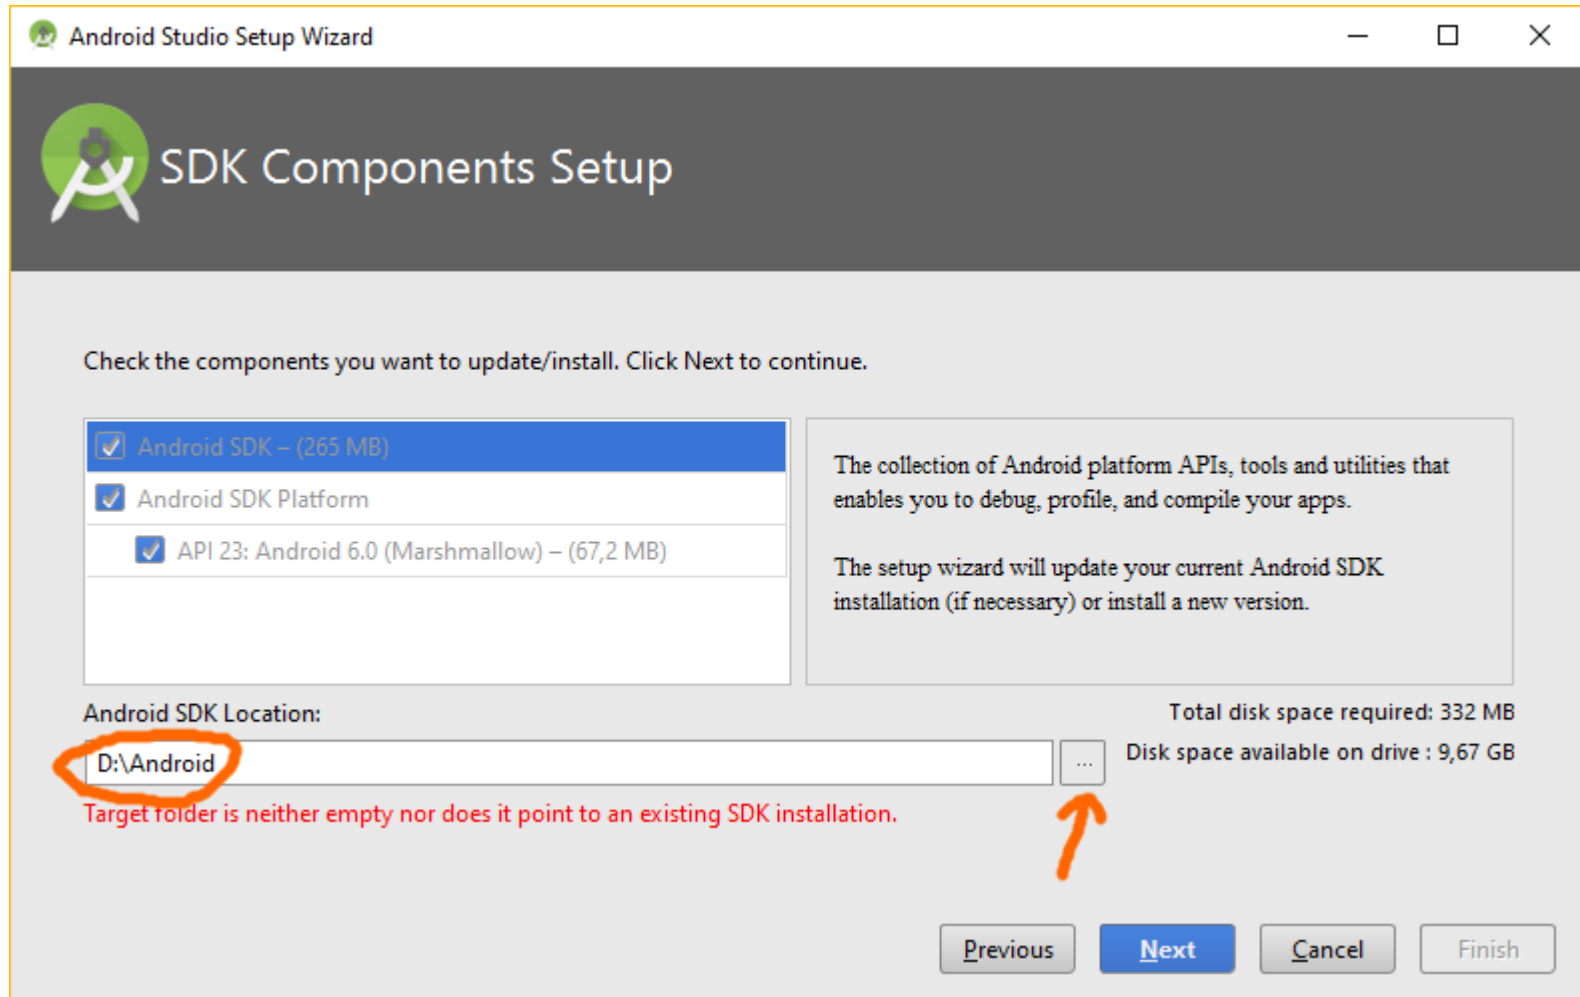 Android Studio Setup Wizard
SDK Components Setup
Check the components you want to update/install. Click Next to continue.
Android SDK – (265 MB)
Android SDK Platform
API 23: Android 6.0 (Marshmallow) – (67,2 MB)
The collection of Android platform APIs, tools and utilities that
enables you to debug, profile, and compile your apps.
The setup wizard will update your current Android SDK
installation (if necessary) or install a new version.
Android SDK Location:
Total disk space required: 332 MB
D:\Android
...
Disk space available on drive : 9,67 GB
Target folder is neither empty nor does it point to an existing SDK installation.
Previous
Next
Cancel
Finish